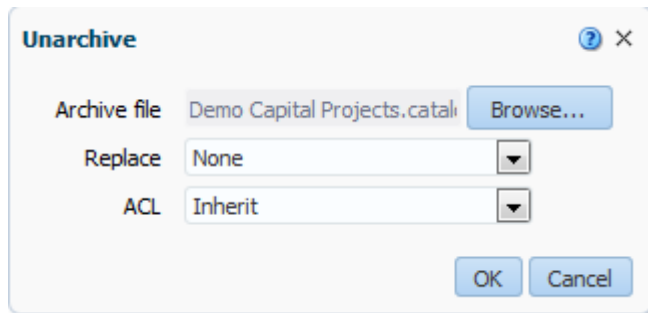 Unarchive
Archive file Demo Capital Projects.catal Browse...
Replace None
ACL Inherit
OK Cancel